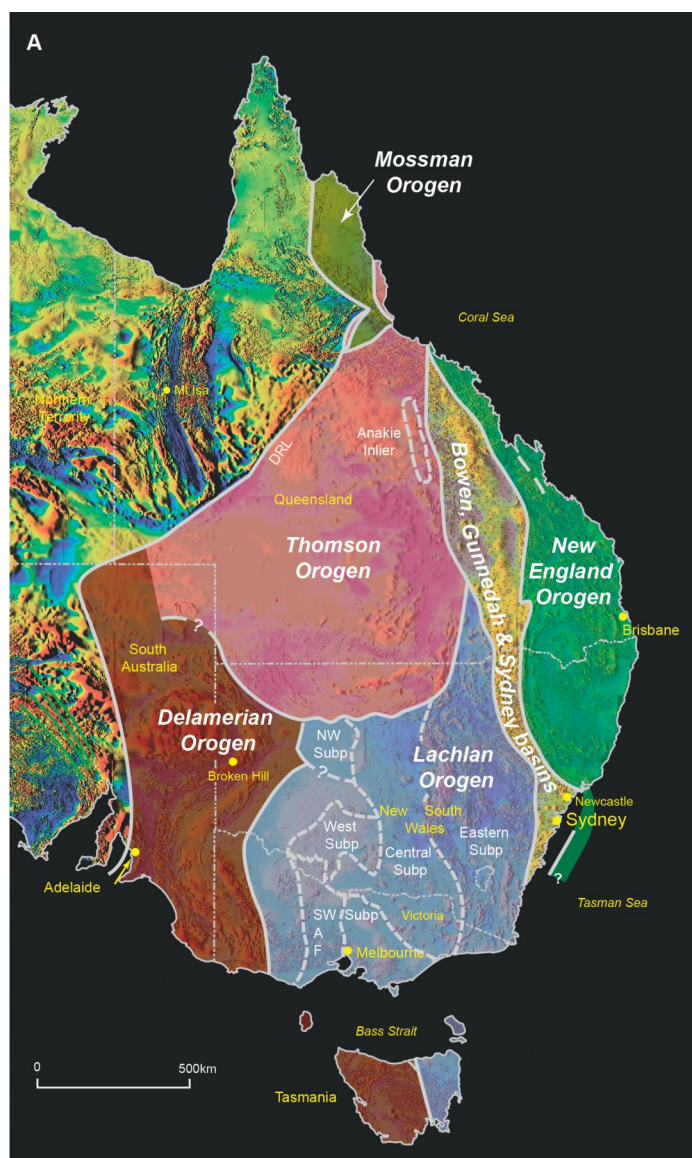 A
Mossman
Orogen
Coral Sea
Mt Isa
Northern
Terrority
DRL
Anakie
Inlier
Queensland
Bowen, Gunnedah & Sydney basins
Thomson
Orogen
New
England
Orogen
Brisbane
?
South
Australia
Delamerian
Orogen
Broken Hill
NW
Subp
?
Lachlan
Orogen
Newcastle
Sydney
New South
Wales
West
Subp
Eastern
Subp
Central
Subp
Adelaide
?
Tasman Sea
SW Subp
A
F
Victoria
Melbourne
Bass Strait
0 500km
Tasmania